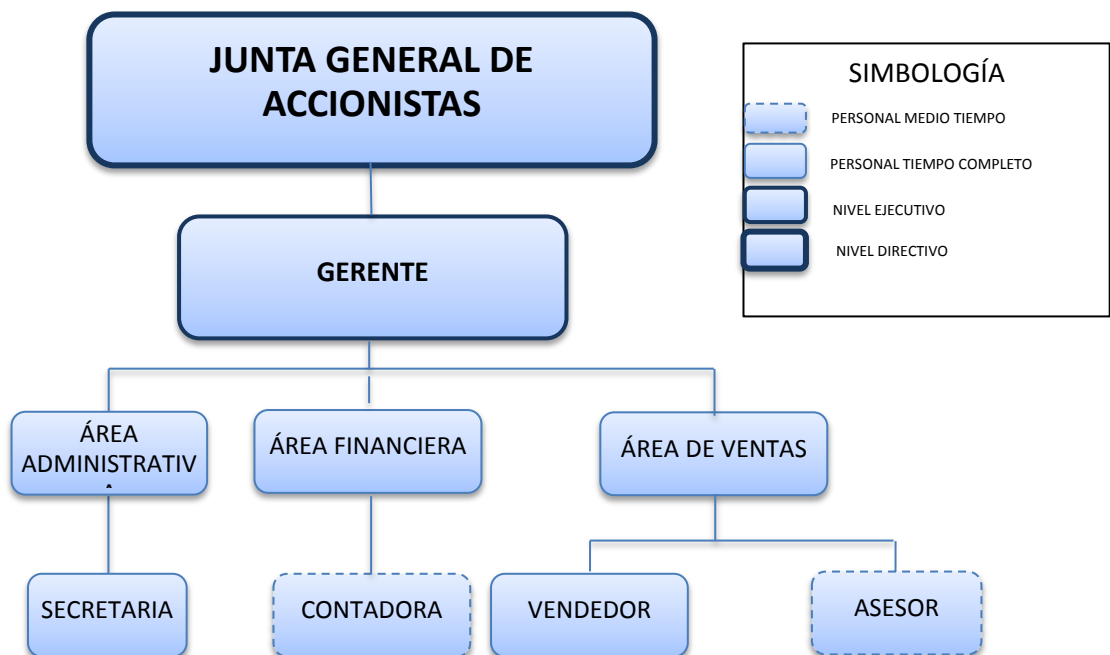 JUNTA GENERAL DE
ACCIONISTAS
SIMBOLOGÍA
PERSONAL MEDIO TIEMPO
PERSONAL TIEMPO COMPLETO
NIVEL EJECUTIVO
NIVEL DIRECTIVO
GERENTE
ÁREA
ADMINISTRATIV
ÁREA FINANCIERA
ÁREA DE VENTAS
SECRETARIA
CONTADORA
VENDEDOR
ASESOR